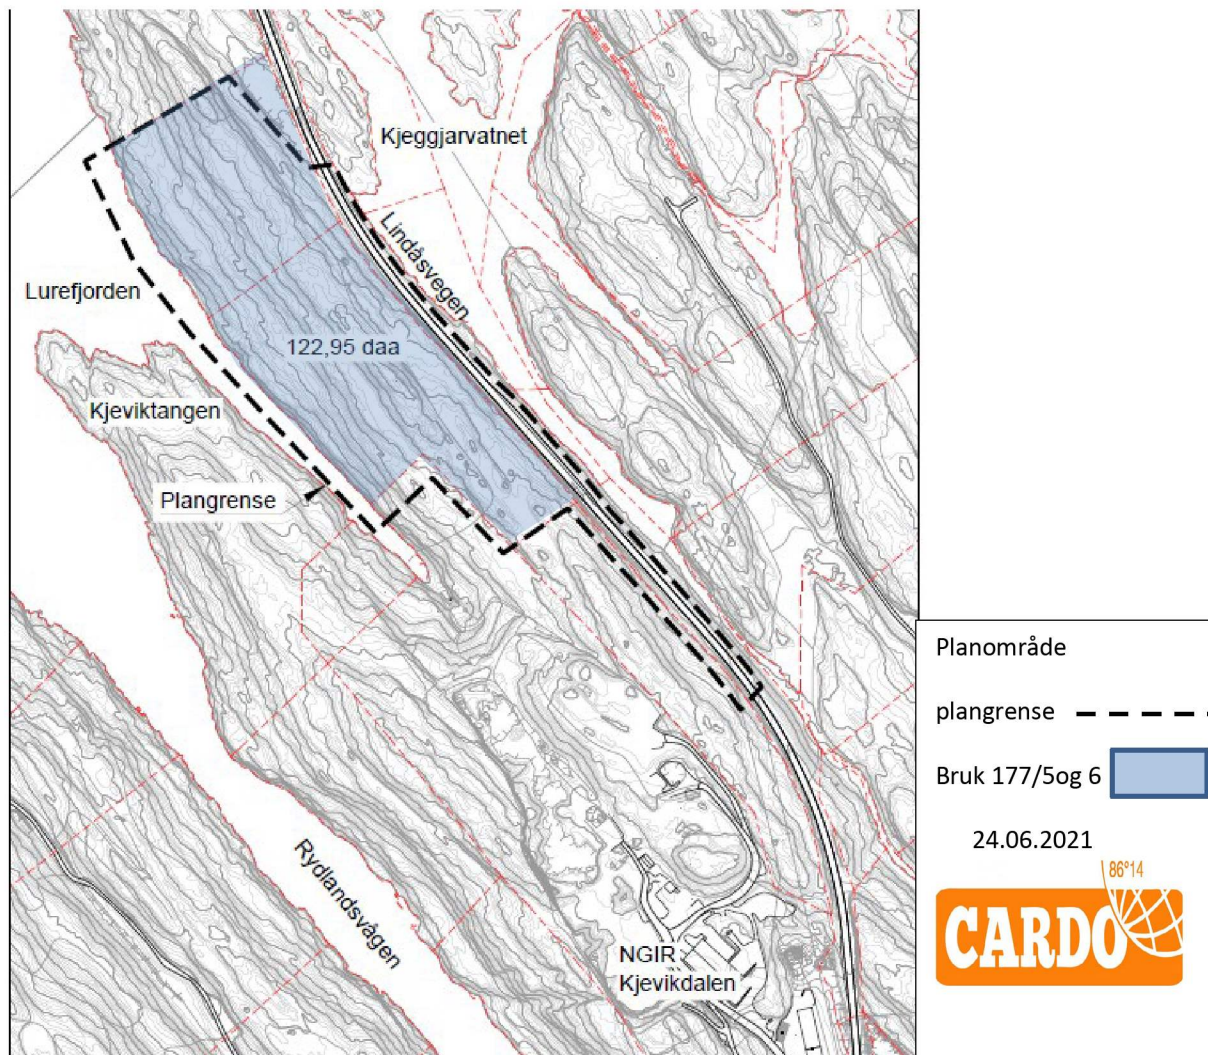 Kjeggjarvatnet
Lindåsvegen
Lurefjorden
122,95 daa
Kjeviktangen
Plangrense
Rydlandsvågen
NGIR
Kjevikdalen
Planområde
plangrense
Bruk 177/5og 6
24.06.2021
86°14
CARDO